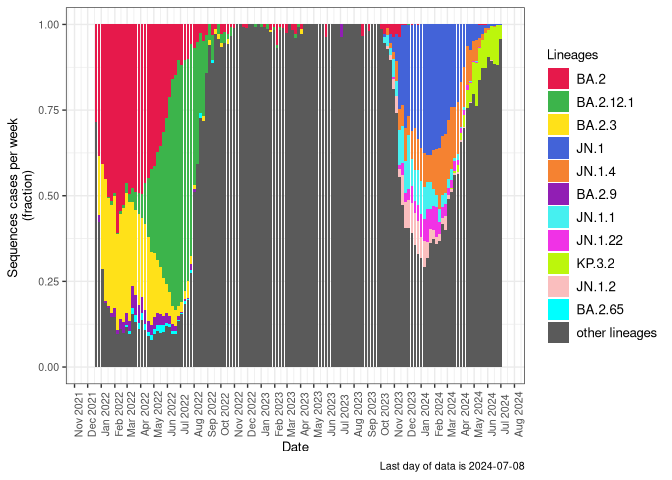 1.00
0.75
0.50
0.25
0.00
Sequences cases per week
(fraction)
Nov 2021
Dec 2021
Jan 2022
Feb 2022
Mar 2022
Apr 2022
May 2022
Jun 2022
Jul 2022
Aug 2022
Sep 2022
Oct 2022
Nov 2022
Dec 2022
Jan 2023
Feb 2023
Mar 2023
Apr 2023
May 2023
Jun 2023
Jul 2023
Aug 2023
Sep 2023
Oct 2023
Nov 2023
Dec 2023
Jan 2024
Feb 2024
Mar 2024
Apr 2024
May 2024
Jun 2024
Jul 2024
Aug 2024
Date
Lineages
BA.2
BA.2.12.1
BA.2.3
JN.1
JN.1.4
BA.2.9
JN.1.1
JN.1.22
KP.3.2
JN.1.2
BA.2.65
other lineages
Last day of data is 2024-07-08